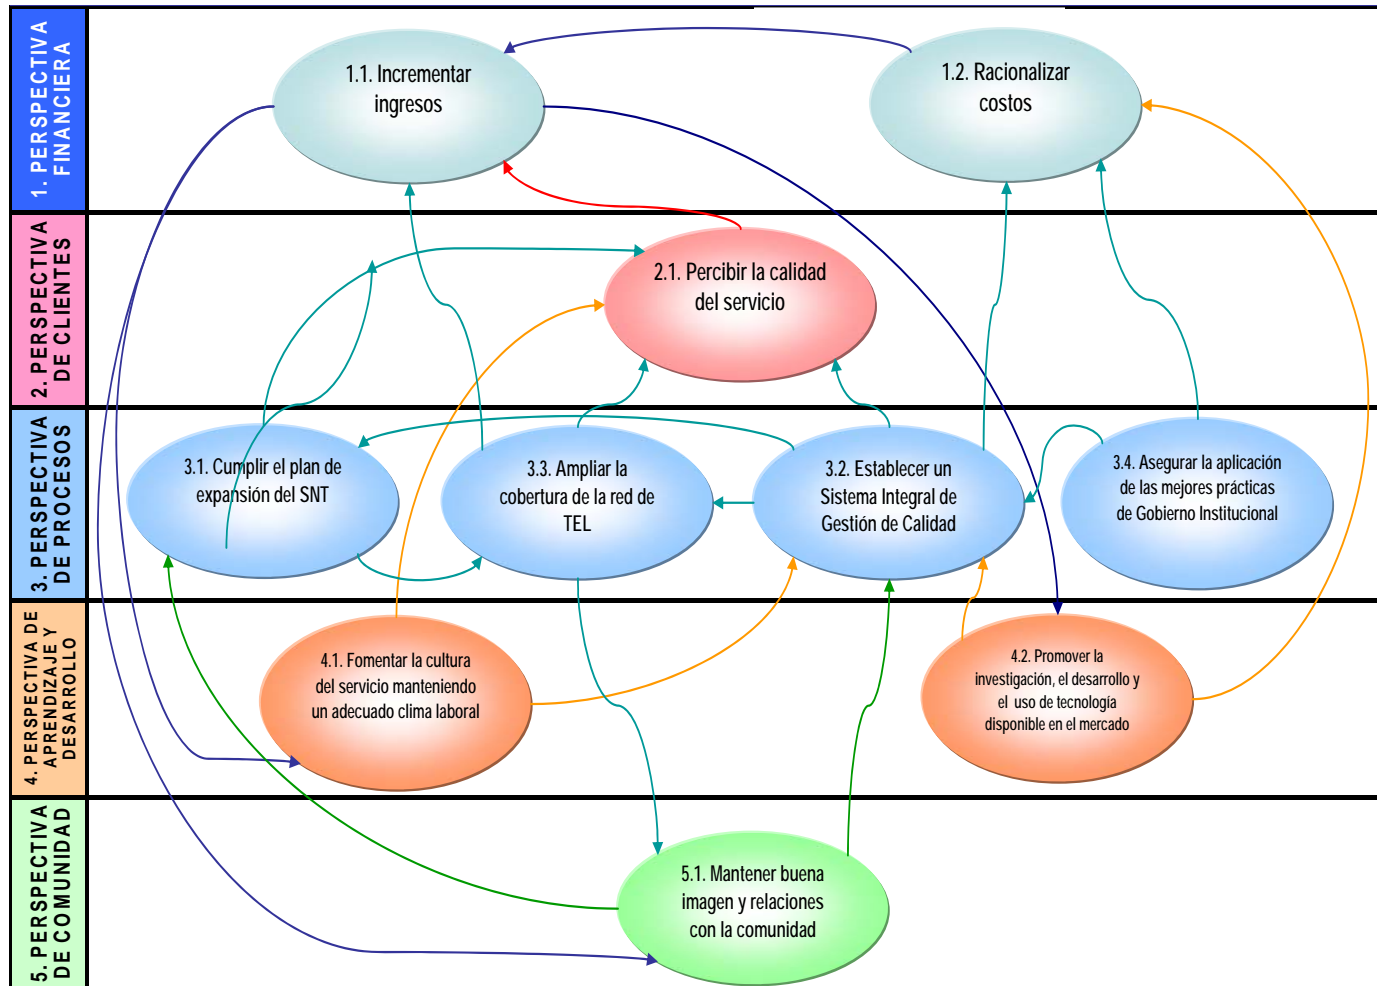 1. PERSPECTIVA
FINANCIERA
1.1. Incrementar
ingresos
1.2. Racionalizar
costos
2. PERSPECTIVA
DE CLIENTES
2.1. Percibir la calidad
del servicio
3. PERSPECTIVA
DE PROCESOS
3.1. Cumplir el plan de
expansión del SNT
3.3. Ampliar la
cobertura de la red de
TEL
3.2. Establecer un
Sistema Integral de
Gestión de Calidad
3.4. Asegurar la aplicación
de las mejores prácticas
de Gobierno Institucional
4. PERSPECTIVA DE
APRENDIZAJE Y
DESARROLLO
4.1. Fomentar la cultura
del servicio manteniendo
un adecuado clima laboral
4.2. Promover la
investigación, el desarrollo y
el uso de tecnología
disponible en el mercado
5. PERSPECTIVA
DE COMUNIDAD
5.1. Mantener buena
imagen y relaciones
con la comunidad